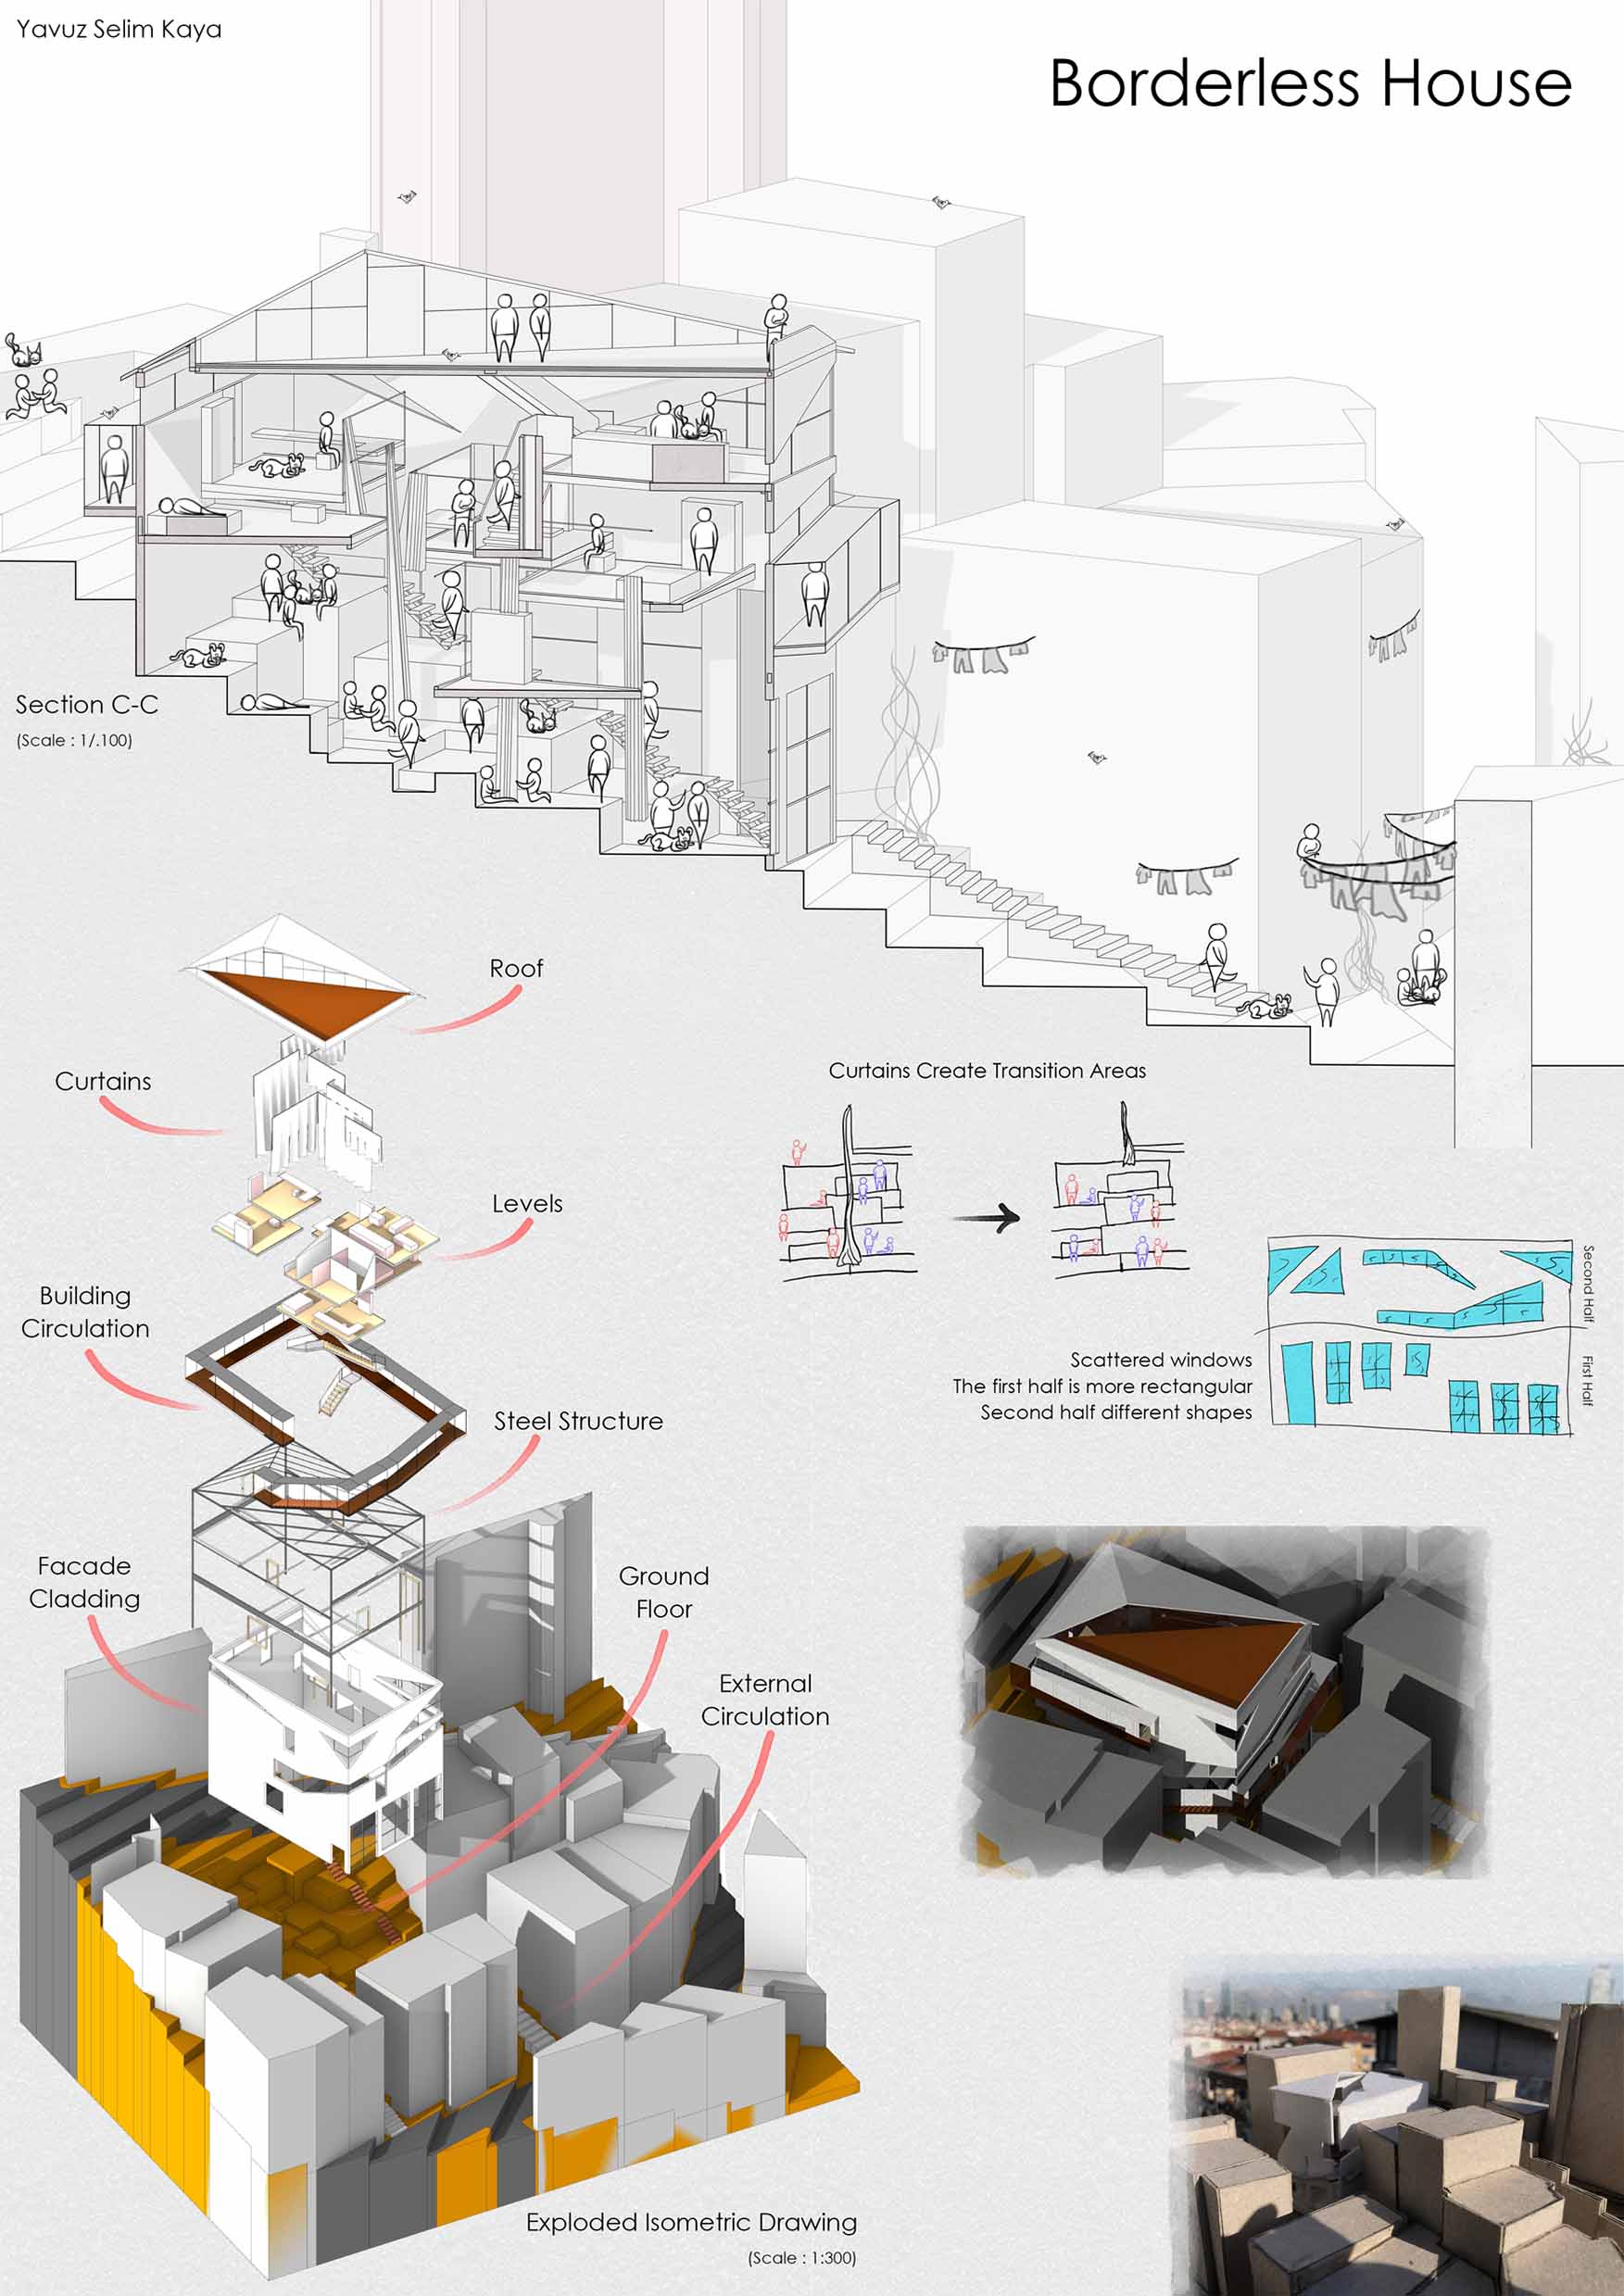 Yavuz Selim Kaya
Borderless House
Section C-C
(Scale : 1/.100)
Roof
Curtains
Curtains Create Transition Areas
Levels
Building
Circulation
Second Half
First Half
Scattered windows
The first half is more rectangular
Second half different shapes
Steel Structure
Facade
Cladding
Ground
Floor
External
Circulation
Exploded Isometric Drawing
(Scale : 1:300)